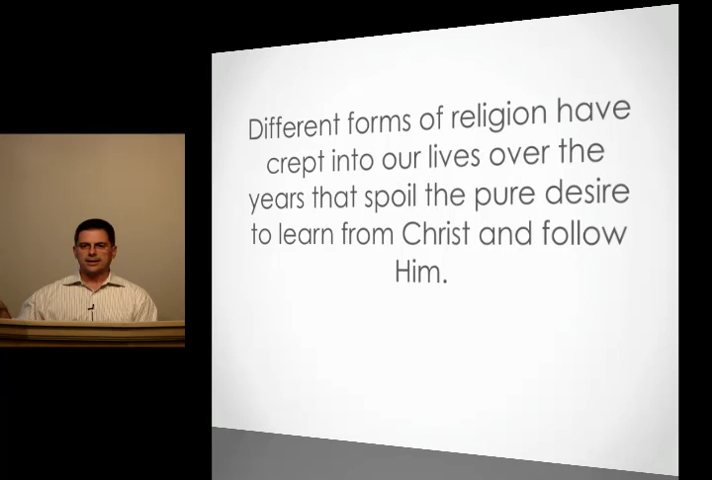 Different forms of religion have
crept into our lives over the
years that spoil the pure desire
to learn from Christ and follow
Him.